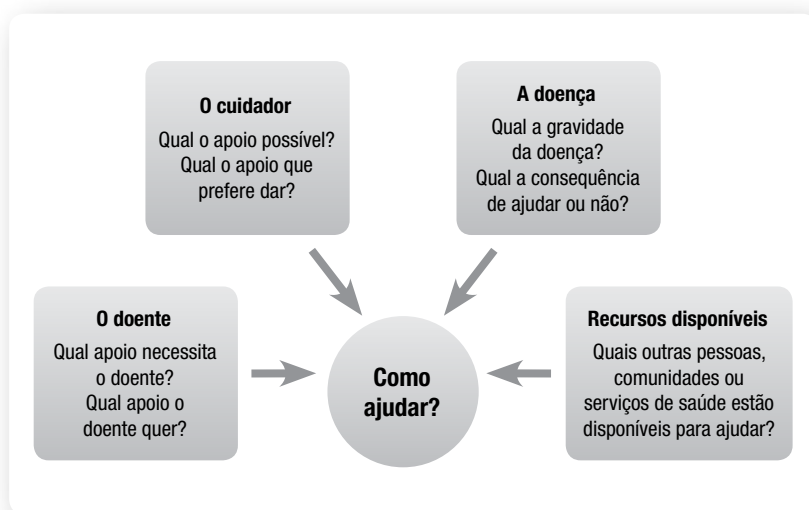 O cuidador
Qual o apoio possível?
Qual o apoio que
prefere dar?
A doença
Qual a gravidade
da doença?
Qual a consequência
de ajudar ou não?
O doente
Qual apoio necessita
o doente?
Qual apoio o
doente quer?
Como
ajudar?
Recursos disponíveis
Quais outras pessoas,
comunidades ou
serviços de saúde estão
disponíveis para ajudar?